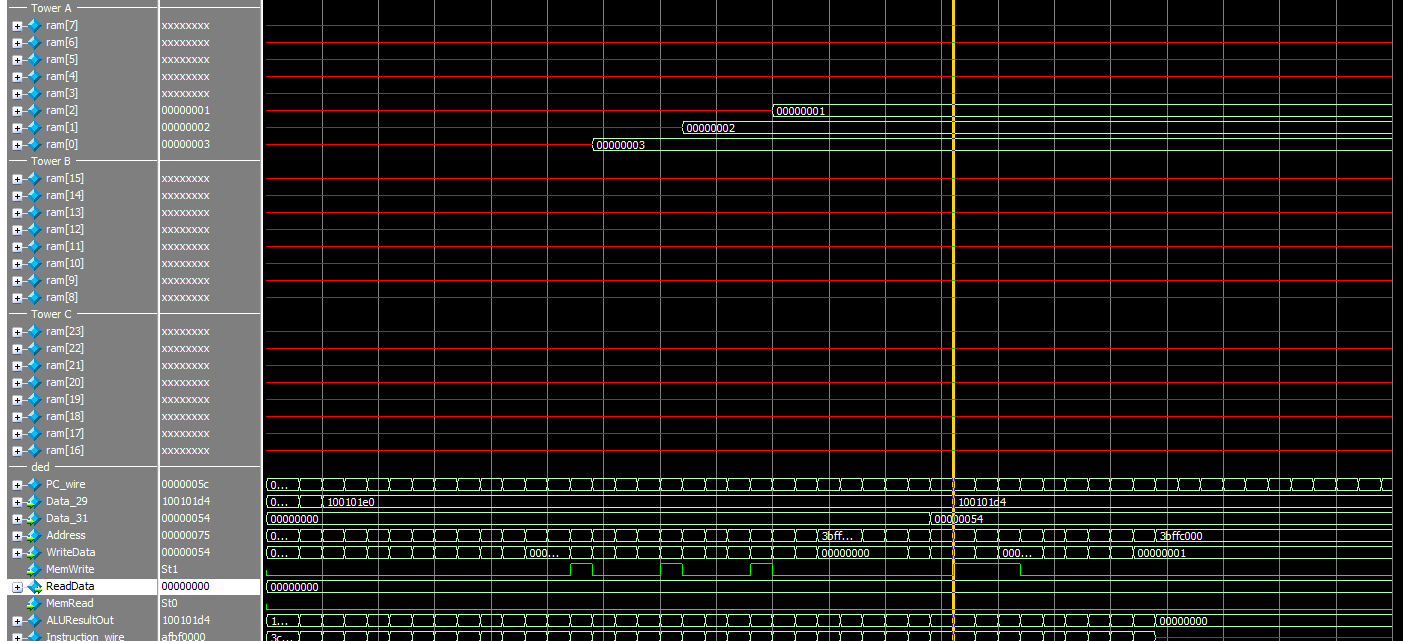 Tower A
ram[7] xxxxxxxx
ram[6] xxxxxxxx
ram[5] xxxxxxxx
ram[4] xxxxxxxx
ram[3] xxxxxxxx
ram[2] 00000001 00000001
ram[1] 00000002 00000002
ram[0] 00000003 00000003
Tower B
ram[15] xxxxxxxx
ram[14] xxxxxxxx
ram[13] xxxxxxxx
ram[12] xxxxxxxx
ram[11] xxxxxxxx
ram[10] xxxxxxxx
ram[9] xxxxxxxx
ram[8] xxxxxxxx
Tower C
ram[23] xxxxxxxx
ram[22] xxxxxxxx
ram[21] xxxxxxxx
ram[20] xxxxxxxx
ram[19] xxxxxxxx
ram[18] xxxxxxxx
ram[17] xxxxxxxx
ram[16] xxxxxxxx
ded
PC_wire 0000005c 0...
Data_29 100101d4 0... 100101e0 100101d4
Data_31 00000054 00000000 00000054
Address 00000075 0... 3bff... 3bffc000
WriteData 00000054 0... 000... 00000000 000... 00000001
MemWrite St1
ReadData 00000000 00000000
MemRead St0
ALUResultOut 100101d4 1... 00000000
Instruction_wire afbf0000 3c...